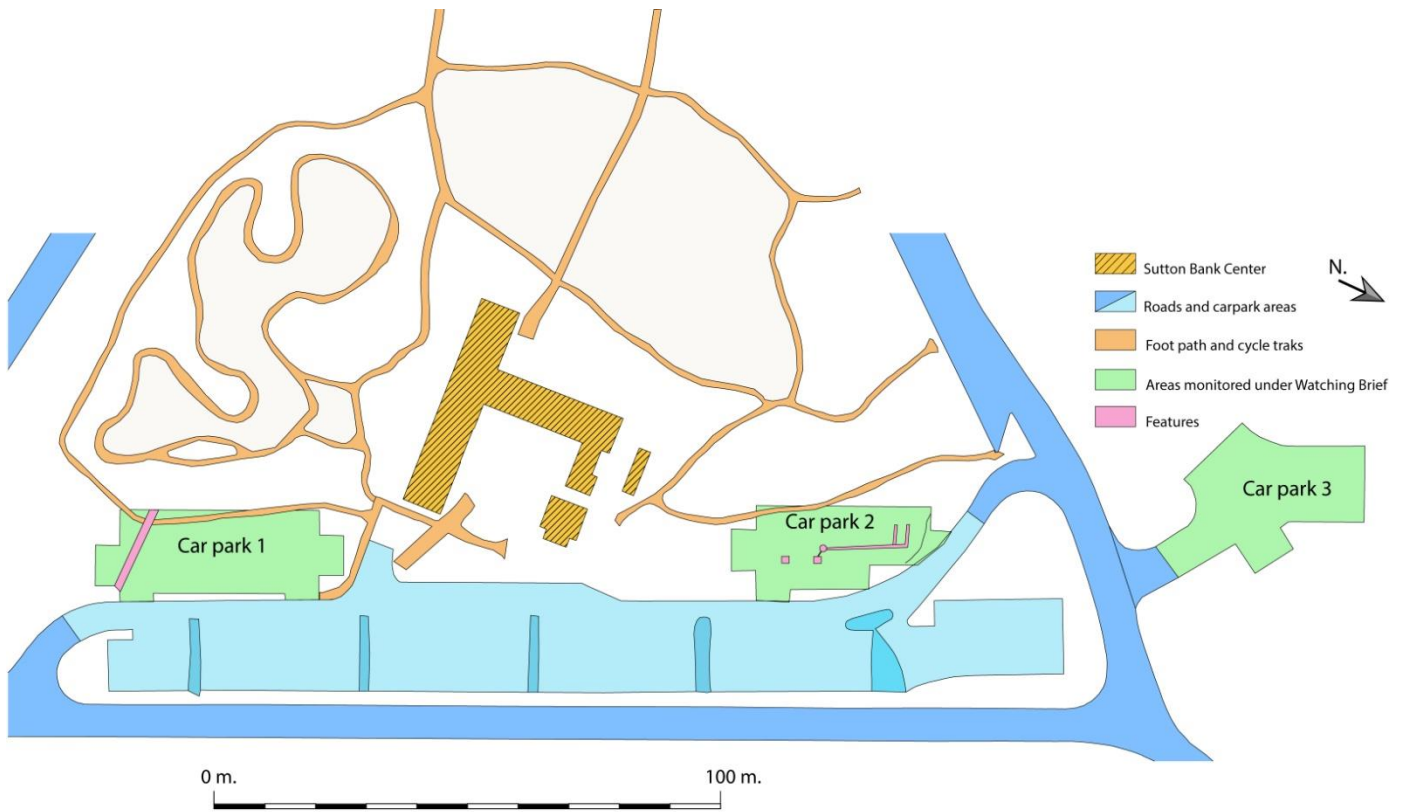 Sutton Bank Center
N.
Roads and carpark areas
Foot path and cycle traks
Areas monitored under Watching Brief
Features
Car park 3
Car park 2
Car park 1
0 m.
100 m.